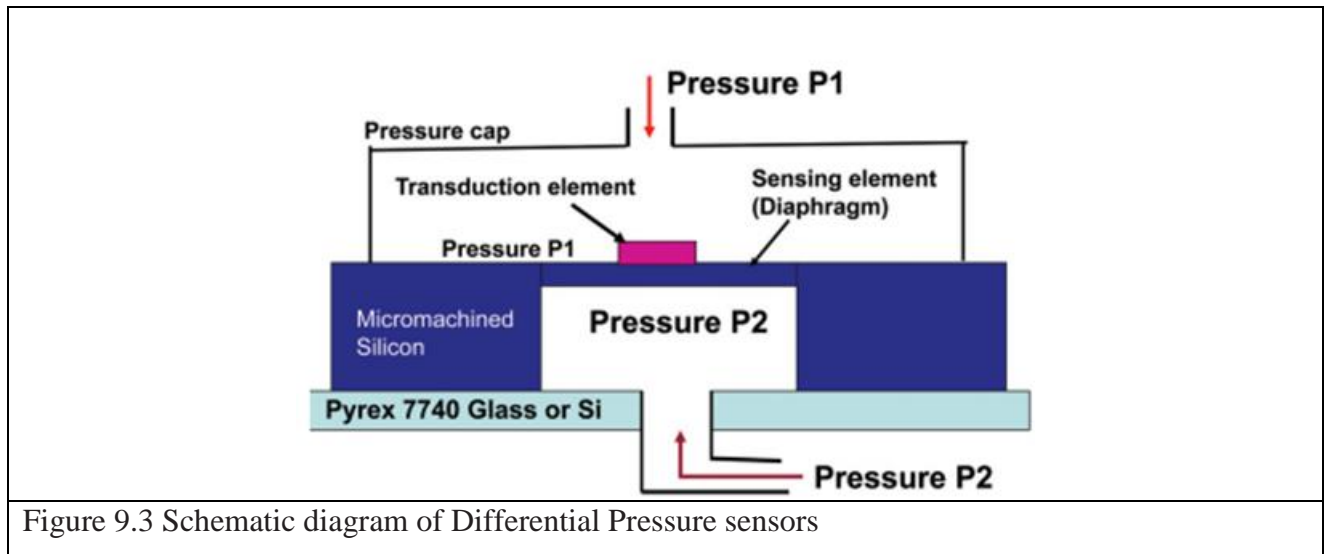 Pressure P1
Pressure cap
Transduction element
Sensing element
(Diaphragm)
Pressure P1
Micromachined
Silicon
Pressure P2
Pyrex 7740 Glass or Si
Pressure P2
Figure 9.3 Schematic diagram of Differential Pressure sensors